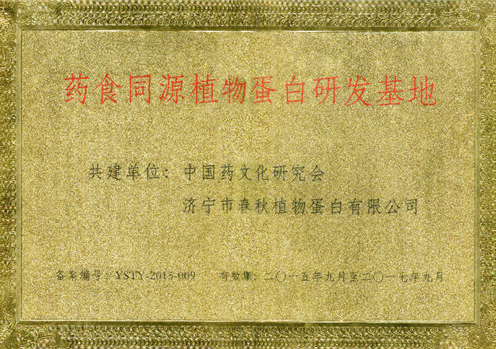 药食同源植物蛋白研发基地
共建单位：中国药文化研究会
济宁市春秋植物蛋白有限公司
备案编号：YSTY-2015-009 有效期：二〇一五年九月至二〇一七年九月